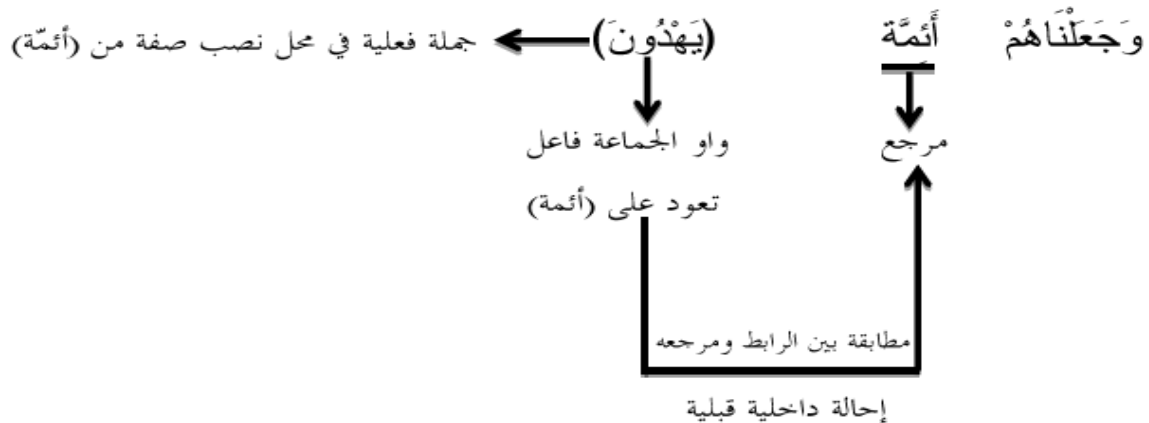 وَجَعَلْنَاهُمْ أَئِمَّة (يَهْدُونَ) جملة فعلية في محل نصب صفة من (أئمّة)
مرجع واو الجماعة فاعل
تعود على (أئمة)
مطابقة بين الرابط ومرجعه
إحالة داخلية قبلية